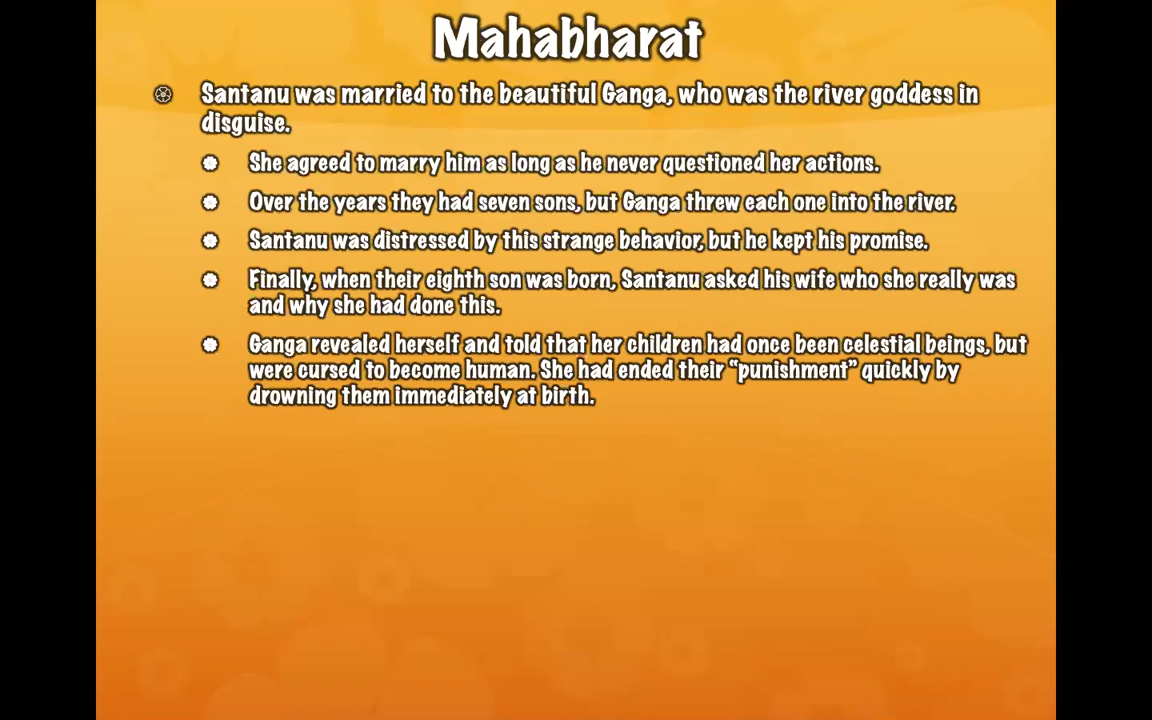 Mahabharat
Santanu was married to the beautiful Ganga, who was the river goddess in
disguise.
She agreed to marry him as long as he never questioned her actions.
Over the years they had seven sons, but Ganga threw each one into the river.
Santanu was distressed by this strange behavior, but he kept his promise.
Finally, when their eighth son was born, Santanu asked his wife who she really was
and why she had done this.
Ganga revealed herself and told that her children had once been celestial beings, but
were cursed to become human. She had ended their “punishment” quickly by
drowning them immediately at birth.